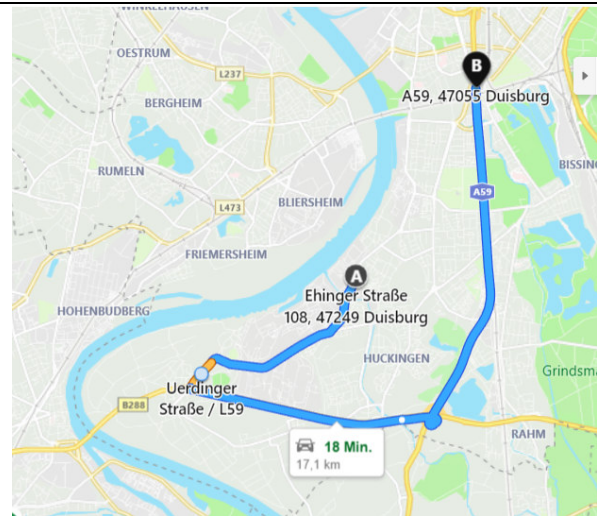 WINKELHAUSEN
OESTRUM
L237
B
A59, 47055 Duisburg
BERGHEIM
BISSING
RUMELN
A59
BLIERSHEIM
L473
FRIEMERSHEIM
A
Ehinger Straße
108, 47249 Duisburg
HOHENBUDBERG
HUCKINGEN
Grindsma
Uerdinger
Straße / L59
B288
18 Min.
17,1 km
RAHM